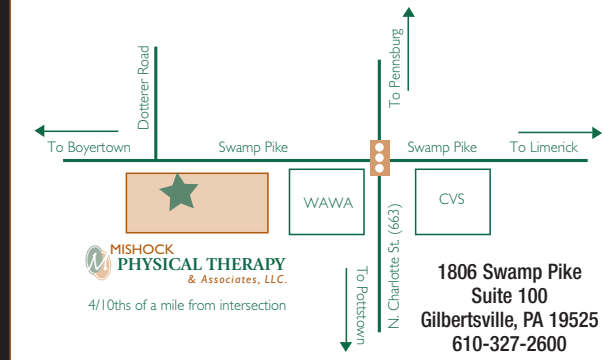 To Pennsburg
Dotterer Road
To Boyertown
Swamp Pike
Swamp Pike
To Limerick
WAWA
CVS
N. Charlotte St. (663)
To Pottstown
M
MISHOCK
PHYSICAL THERAPY
& Associates, LLC.
4/10ths of a mile from intersection
1806 Swamp Pike
Suite 100
Gilbertsville, PA 19525
610-327-2600